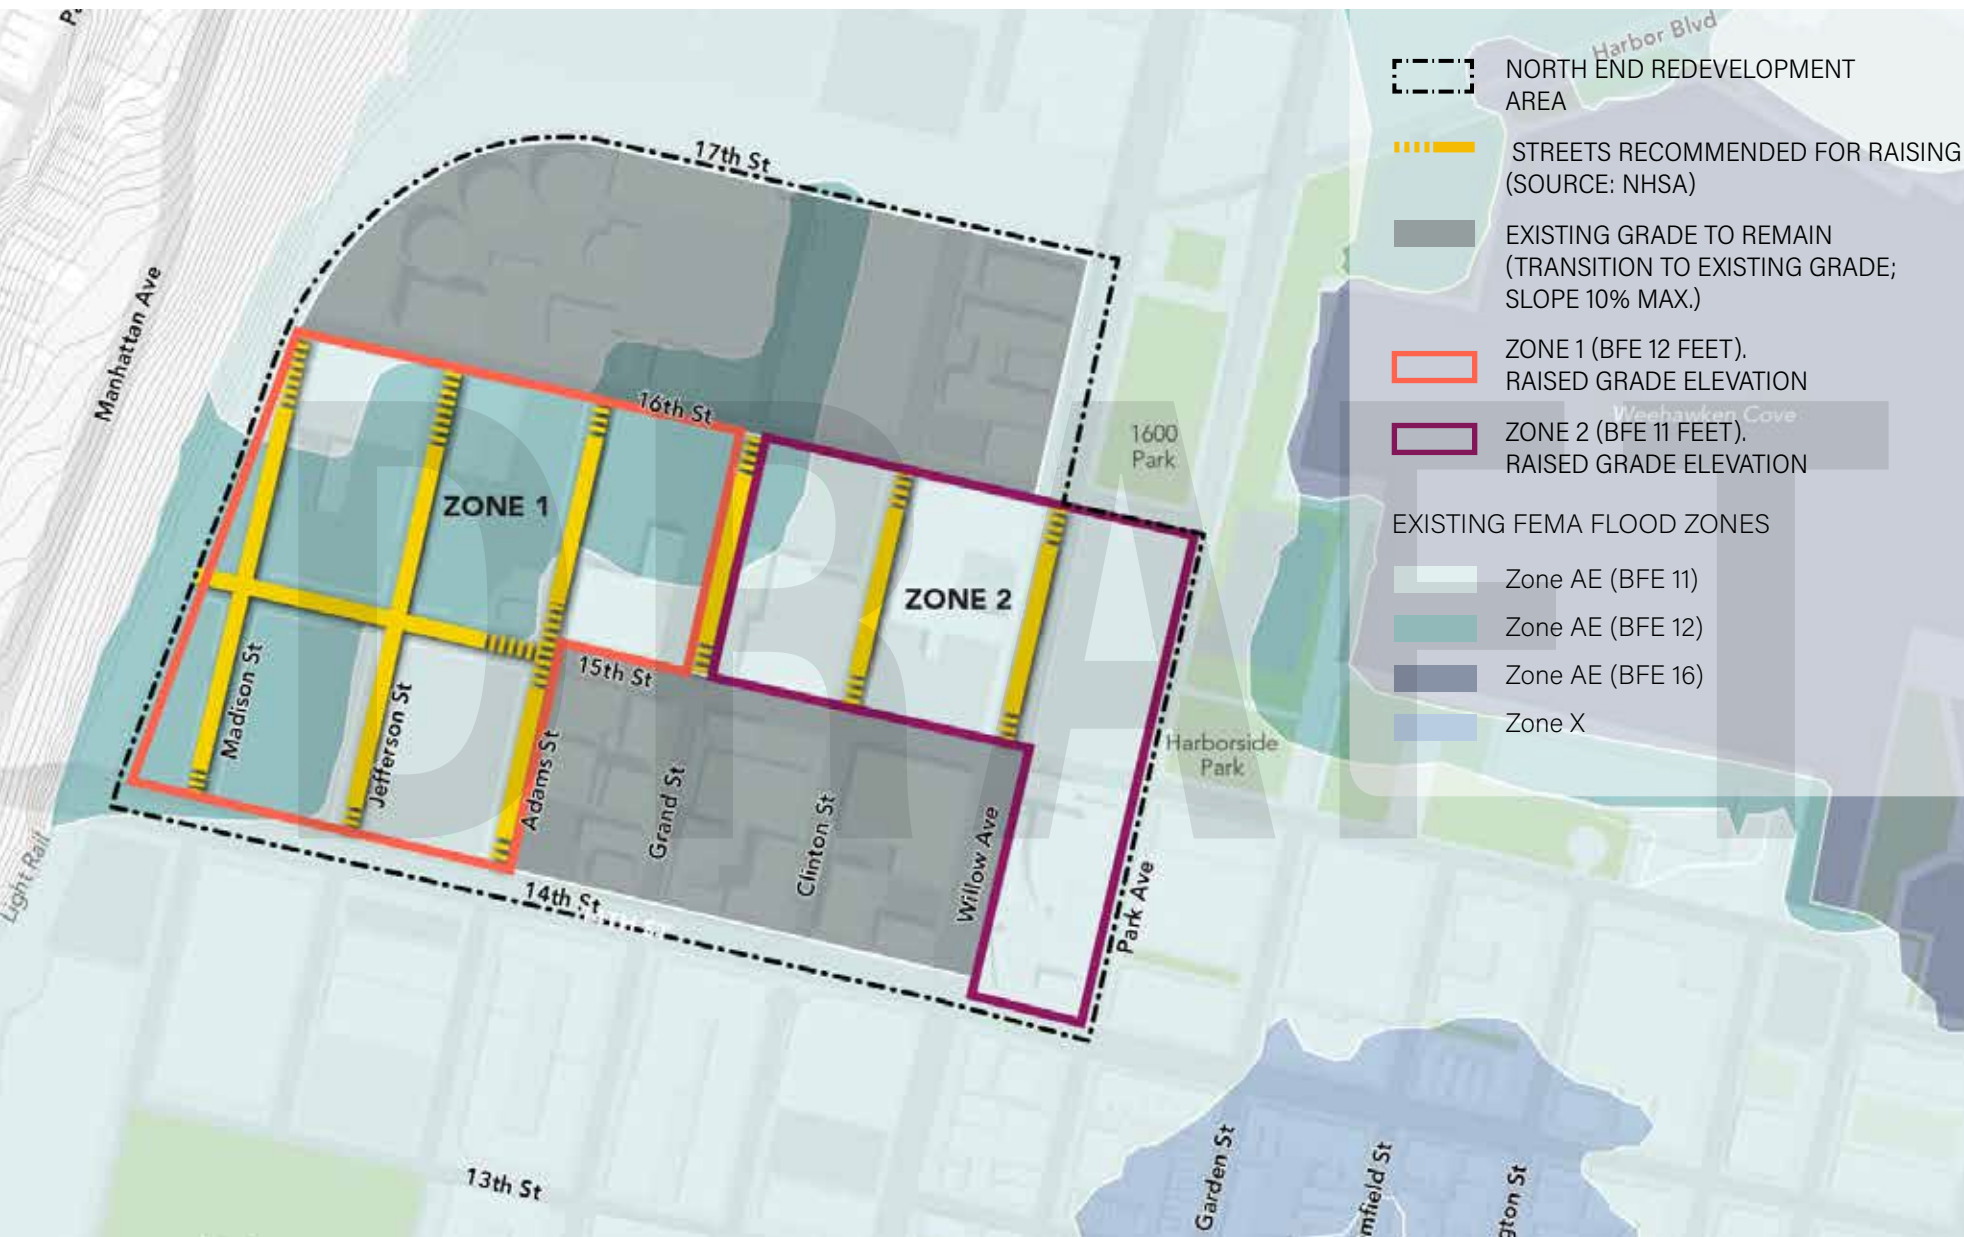 Harbor Blvd
NORTH END REDEVELOPMENT
AREA
STREETS RECOMMENDED FOR RAISING
(SOURCE: NHSA)
EXISTING GRADE TO REMAIN
(TRANSITION TO EXISTING GRADE;
SLOPE 10% MAX.)
ZONE 1 (BFE 12 FEET).
RAISED GRADE ELEVATION
Weehawken Cove
ZONE 2 (BFE 11 FEET).
RAISED GRADE ELEVATION
EXISTING FEMA FLOOD ZONES
Zone AE (BFE 11)
Zone AE (BFE 12)
Zone AE (BFE 16)
Zone X
17th St
Manhattan Ave
16th St
1600
Park
ZONE 1
ZONE 2
DRAFT
15th St
Madison St
Jefferson St
Adams St
Grand St
Clinton St
Willow Ave
Park Ave
Harborside
Park
Light Rail
14th St
13th St
Garden St